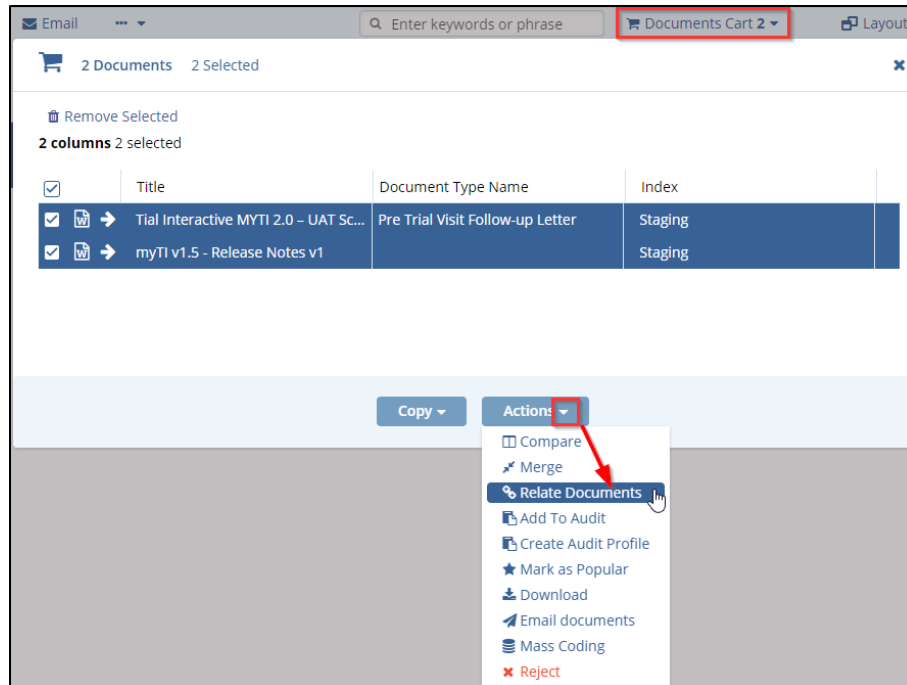 Email ··· Enter keywords or phrase Documents Cart 2 Layout
2 Documents 2 Selected
Remove Selected
2 columns 2 selected
Title Document Type Name Index
Tial Interactive MYTI 2.0 – UAT Sc... Pre Trial Visit Follow-up Letter Staging
myTI v1.5 - Release Notes v1 Staging
Copy Actions
Compare
Merge
Relate Documents
Add To Audit
Create Audit Profile
Mark as Popular
Download
Email documents
Mass Coding
Reject